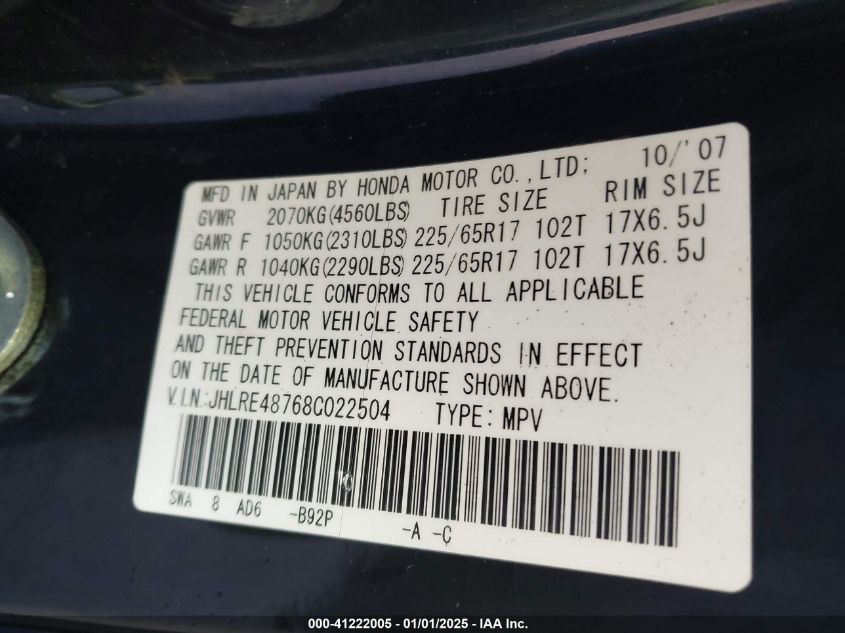 MFD IN JAPAN BY HONDA MOTOR CO.,LTD; 10/'07
GVWR 2070KG(4560LBS) TIRE SIZE RIM SIZE
GAWR F 1050KG(2310LBS) 225/65R17 102T 17X6.5J
GAWR R 1040KG(2290LBS) 225/65R17 102T 17X6.5J
THIS VEHICLE CONFORMS TO ALL APPLICABLE
FEDERAL MOTOR VEHICLE SAFETY
AND THEFT PREVENTION STANDARDS IN EFFECT
ON THE DATE OF MANUFACTURE SHOWN ABOVE.
V.I.N:JHLRE48768C022504 TYPE: MPV
SWA 8 AD6 -B92P -A -C
000-41222005 - 01/01/2025 - IAA Inc.